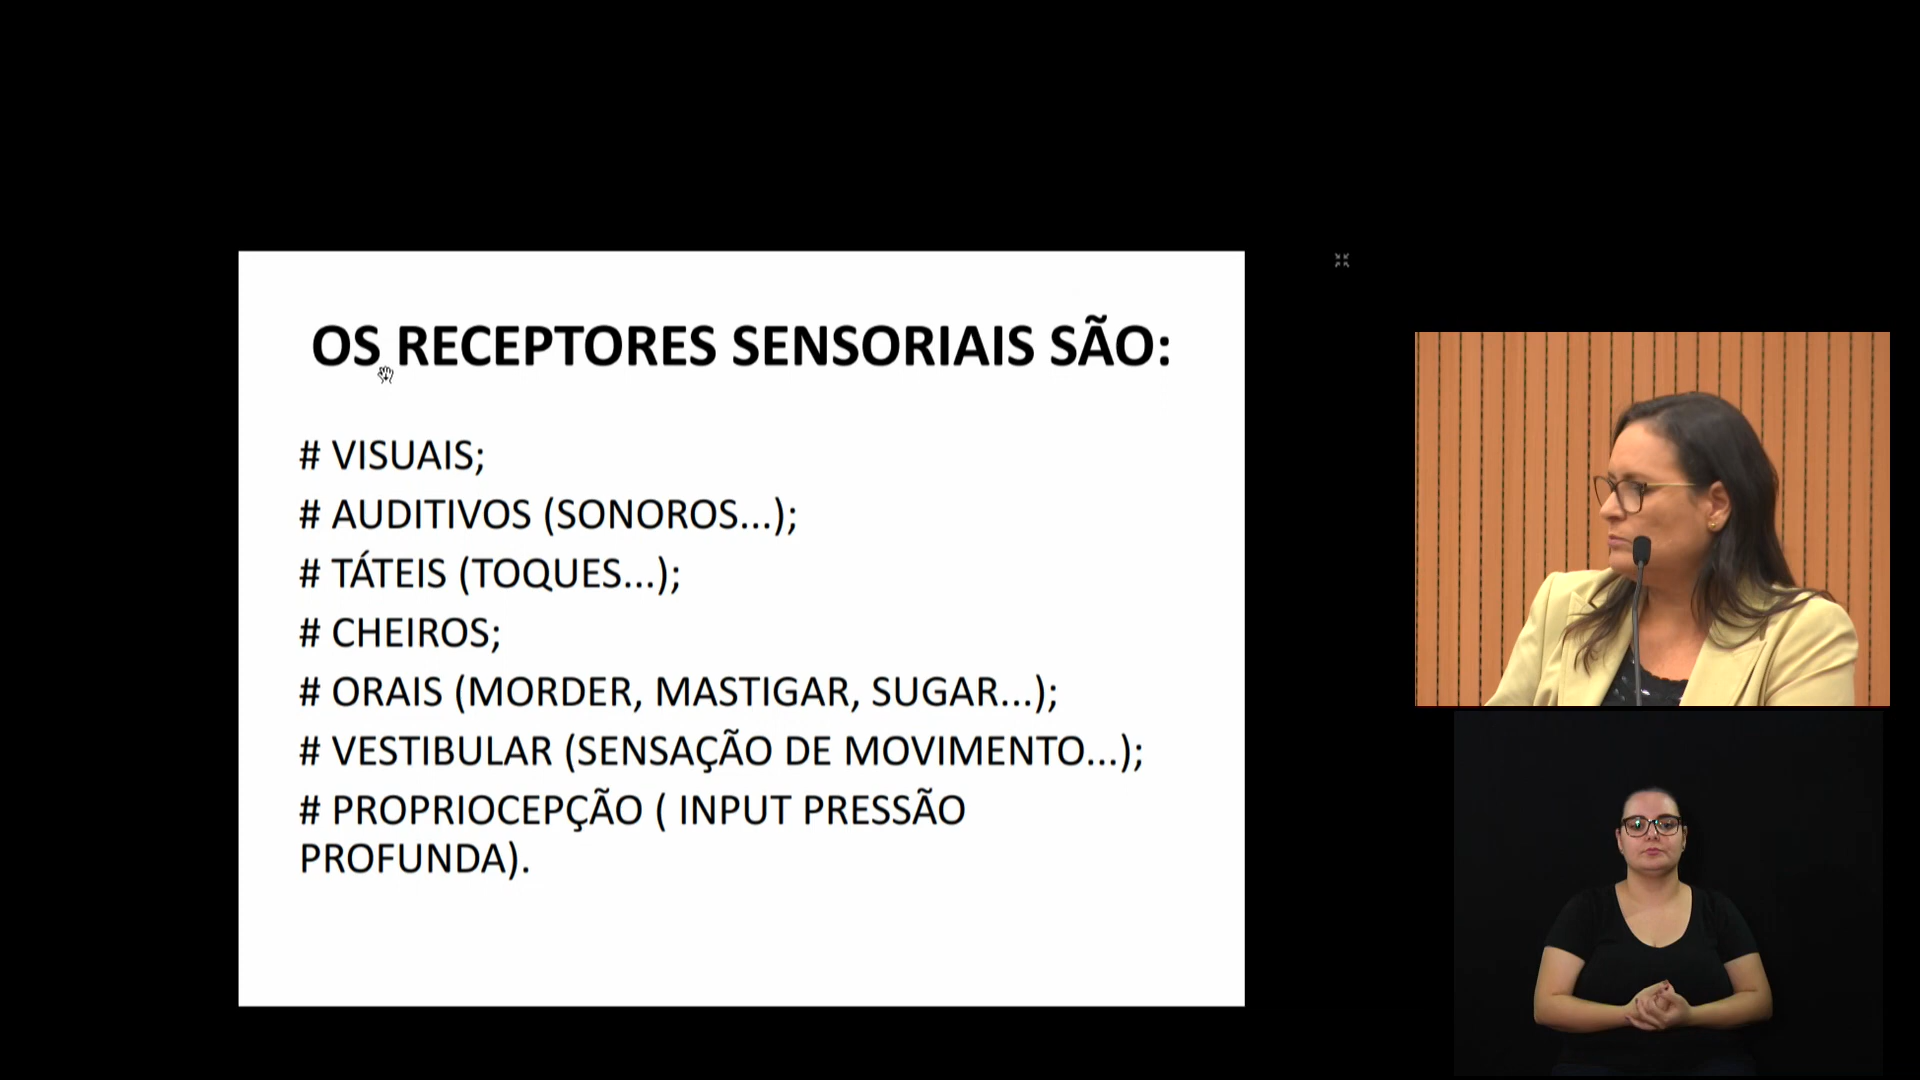 OS RECEPTORES SENSORIAIS SÃO:
# VISUAIS;
# AUDITIVOS (SONOROS...);
# TÁTEIS (TOQUES...);
# CHEIROS;
# ORAIS (MORDER, MASTIGAR, SUGAR...);
# VESTIBULAR (SENSAÇÃO DE MOVIMENTO...);
# PROPRIOCEPÇÃO ( INPUT PRESSÃO
PROFUNDA).